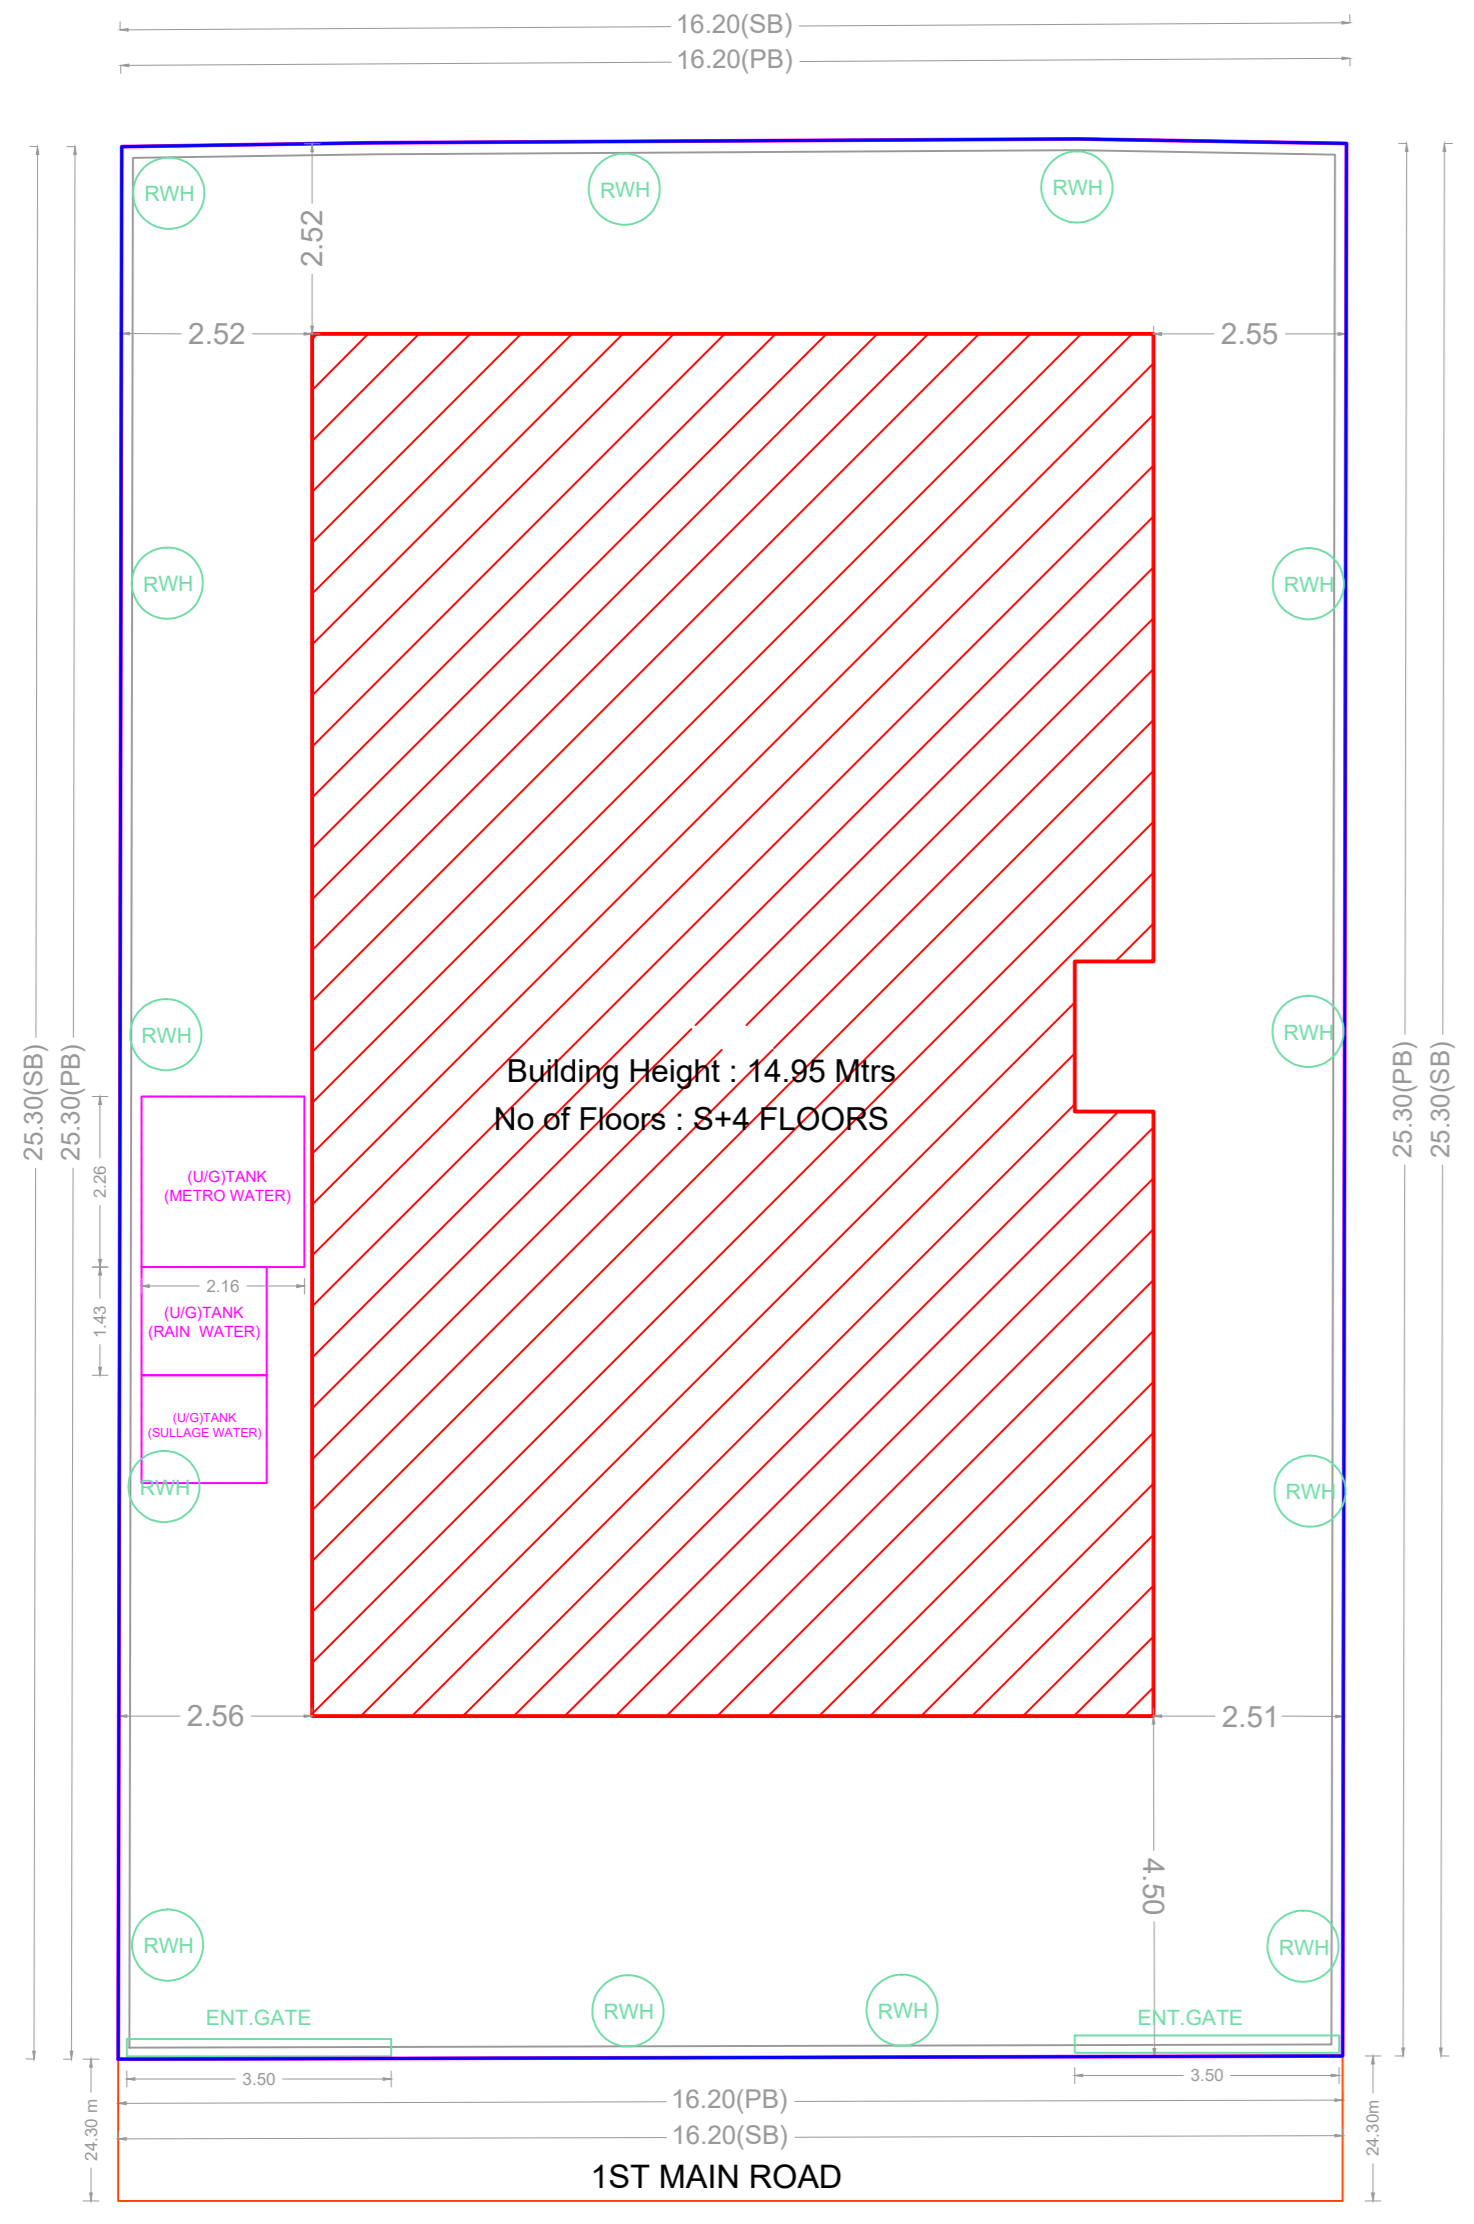 16.20(SB)
16.20(PB)
RWH
RWH
RWH
2.52
2.52
2.55
RWH
RWH
RWH
RWH
25.30(SB)
25.30(PB)
25.30(PB)
25.30(SB)
Building Height : 14.95 Mtrs
No of Floors : S+4 FLOORS
2.26
(U/G)TANK
(METRO WATER)
2.16
1.43
(U/G)TANK
(RAIN WATER)
(U/G)TANK
(SULLAGE WATER)
RWH
RWH
2.56
2.51
4.50
RWH
RWH
RWH
RWH
ENT.GATE
ENT.GATE
3.50
3.50
24.30 m
16.20(PB)
24.30m
16.20(SB)
1ST MAIN ROAD